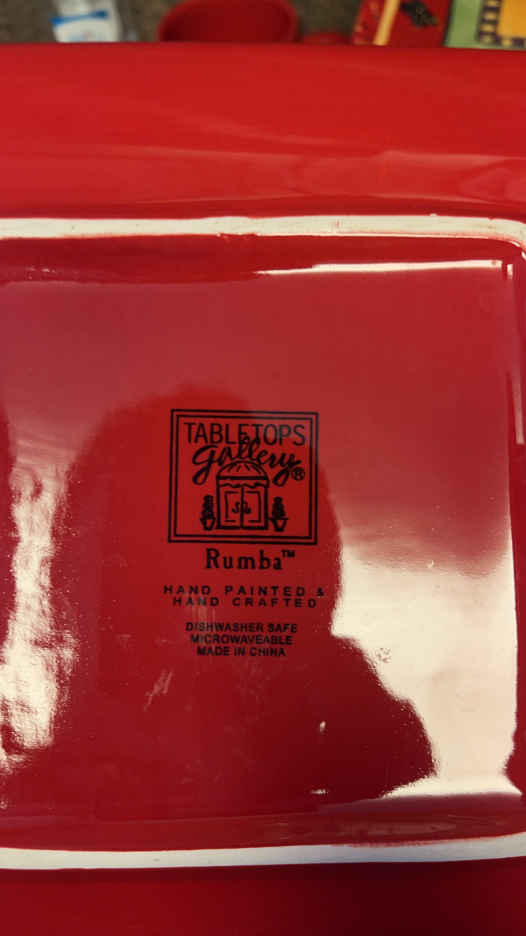 TABLETOPS
gallery®
Rumba™
HAND PAINTED &
HAND CRAFTED
DISHWASHER SAFE
MICROWAVEABLE
MADE IN CHINA